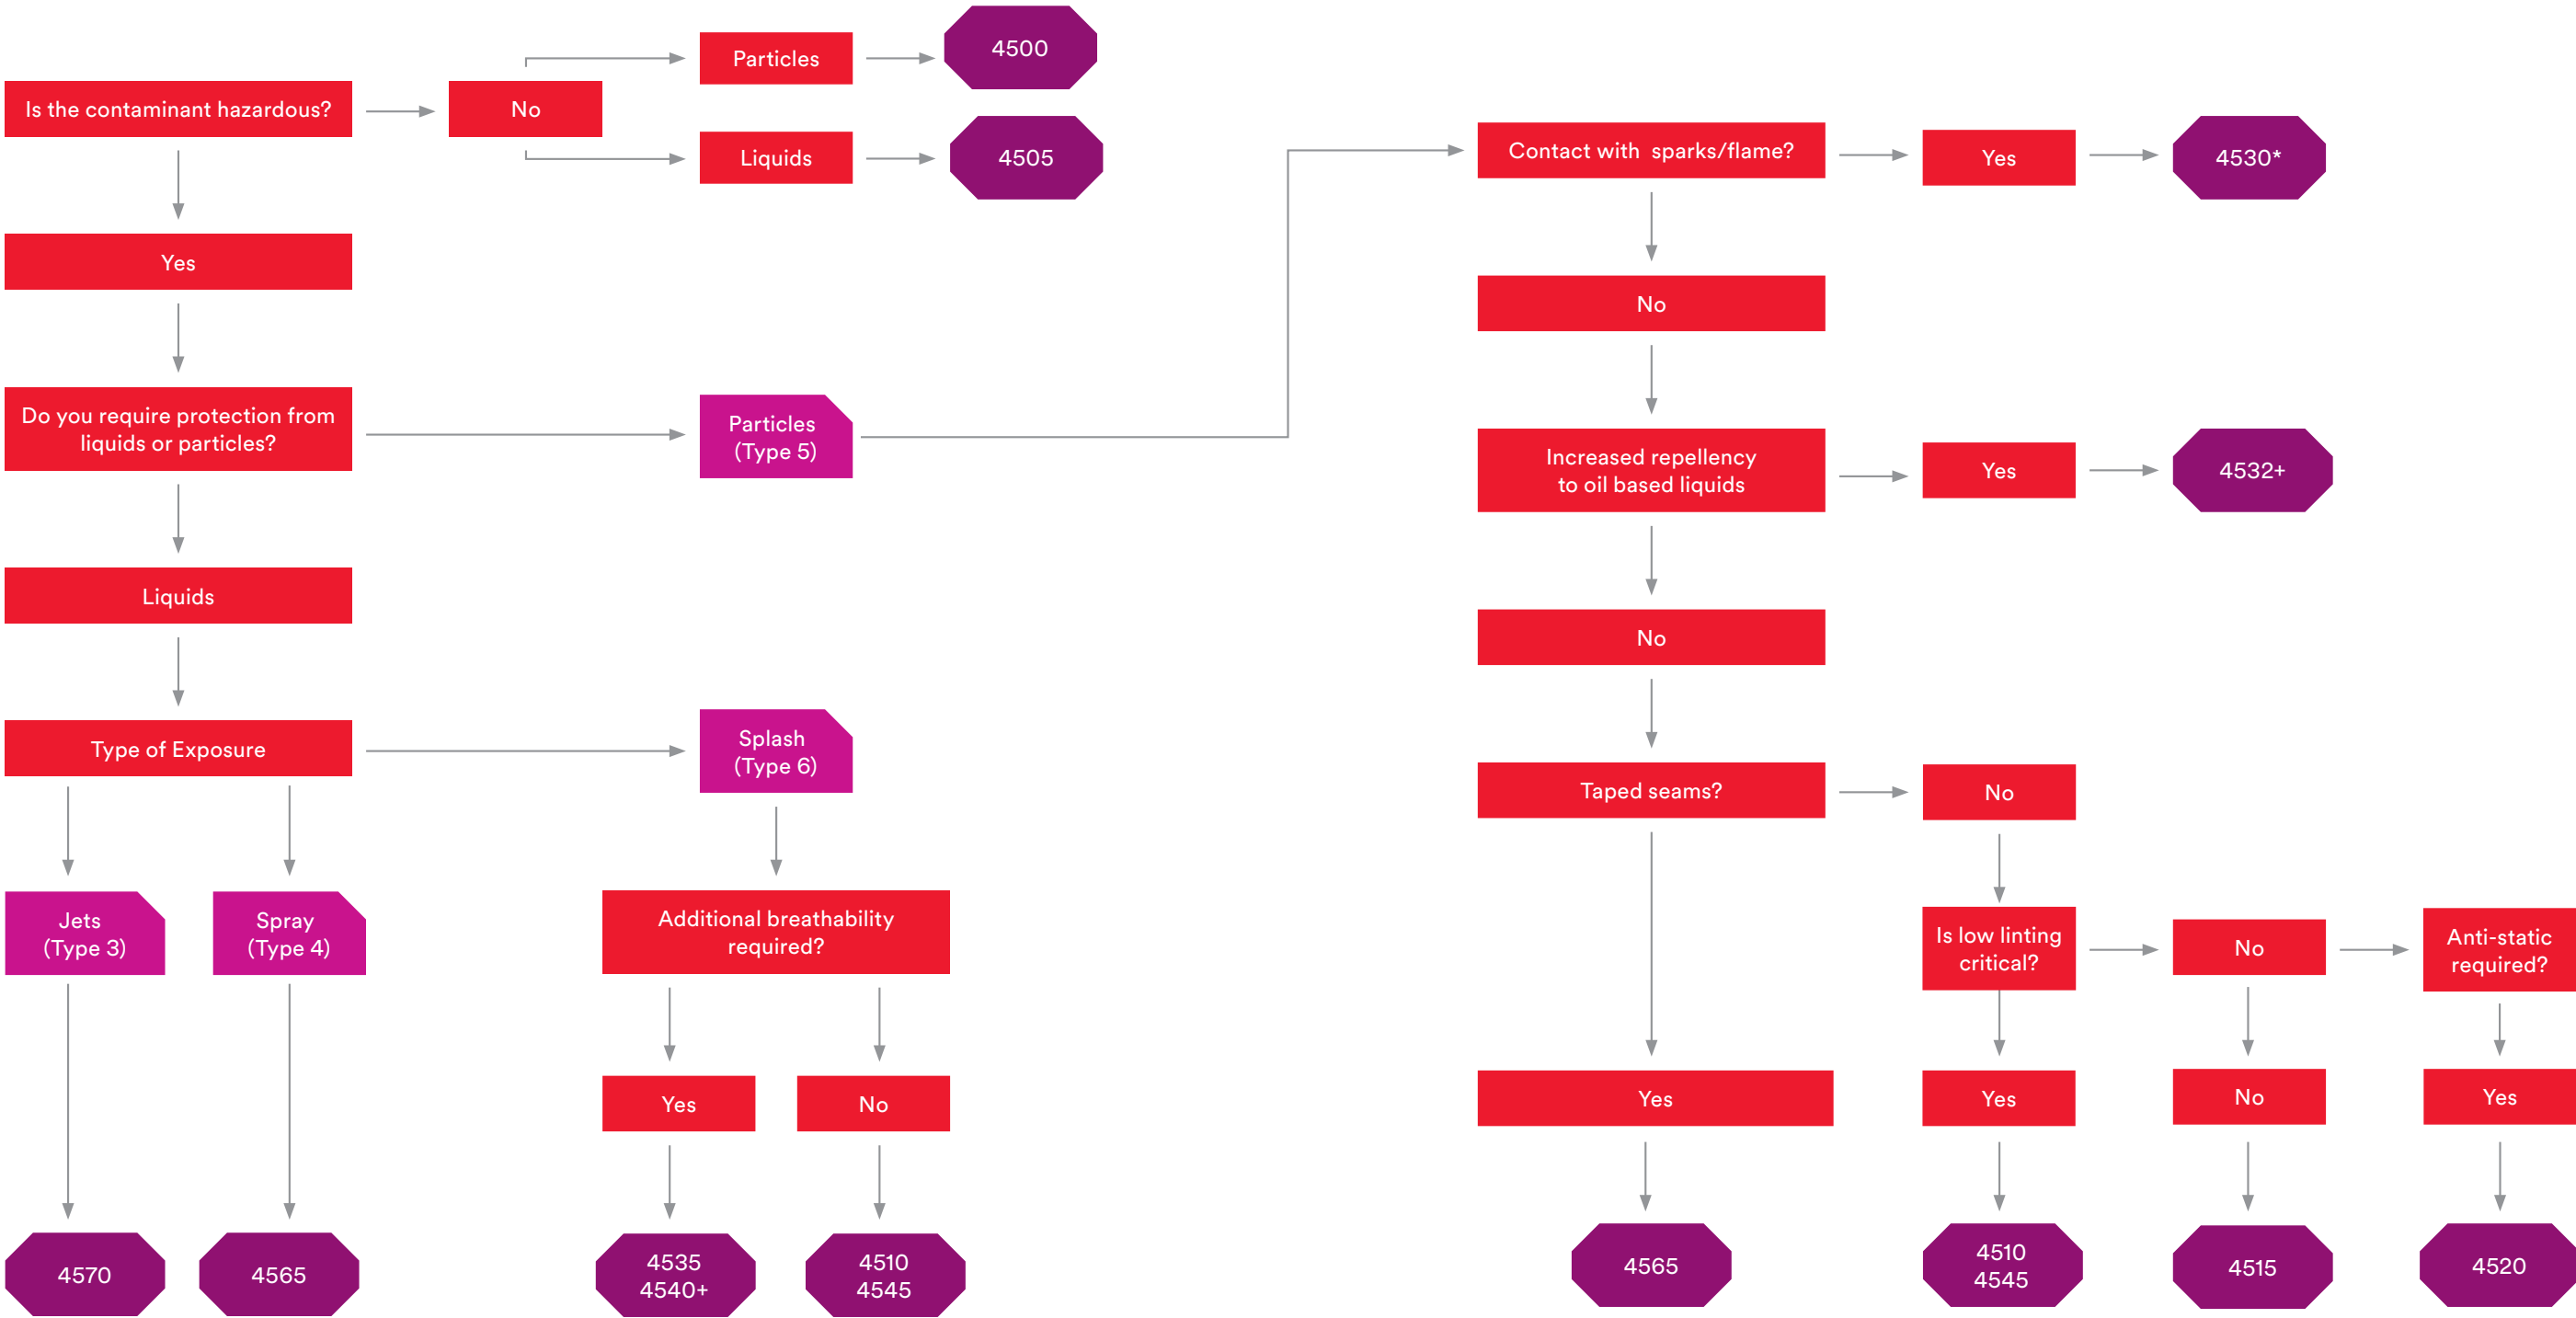 Is the contaminant hazardous?
No
Particles
4500
Liquids
4505
Yes
Do you require protection from
liquids or particles?
Particles
(Type 5)
Liquids
Type of Exposure
Splash
(Type 6)
Jets
(Type 3)
Spray
(Type 4)
Additional breathability
required?
Yes
No
4570
4565
4535
4540+
4510
4545
Contact with sparks/flame?
Yes
4530*
No
Increased repellency
to oil based liquids
Yes
4532+
No
Taped seams?
No
Is low linting
critical?
No
Anti-static
required?
Yes
Yes
No
Yes
4565
4510
4545
4515
4520